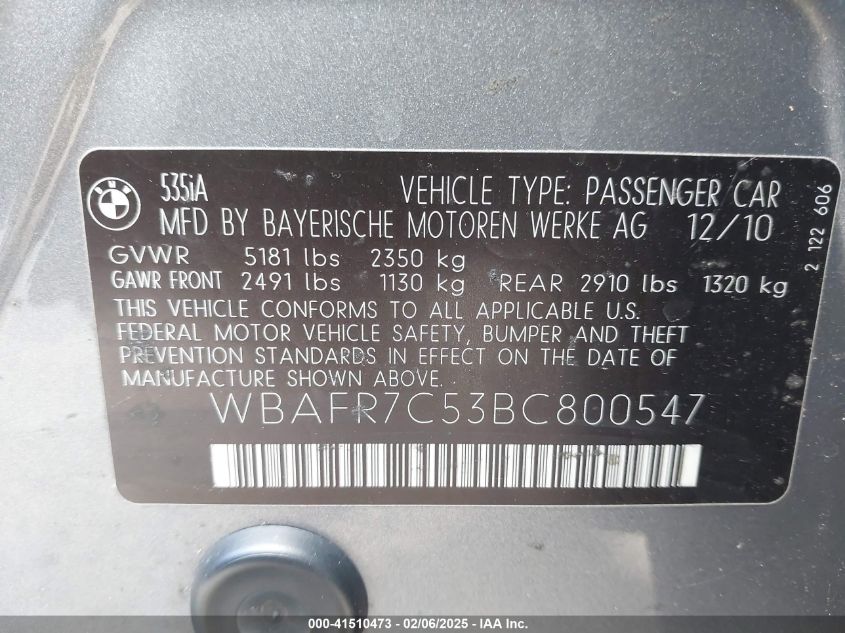 BMW
535iA VEHICLE TYPE: PASSENGER CAR
MFD BY BAYERISCHE MOTOREN WERKE AG 12/10
GVWR 5181 lbs 2350 kg
GAWR FRONT 2491 lbs 1130 kg REAR 2910 lbs 1320 kg
THIS VEHICLE CONFORMS TO ALL APPLICABLE U.S.
FEDERAL MOTOR VEHICLE SAFETY, BUMPER AND THEFT
PREVENTION STANDARDS IN EFFECT ON THE DATE OF
MANUFACTURE SHOWN ABOVE.
WBAFR7C53BC800547
2 122 606
000-41510473 - 02/06/2025 - Copyright IAA, Inc.